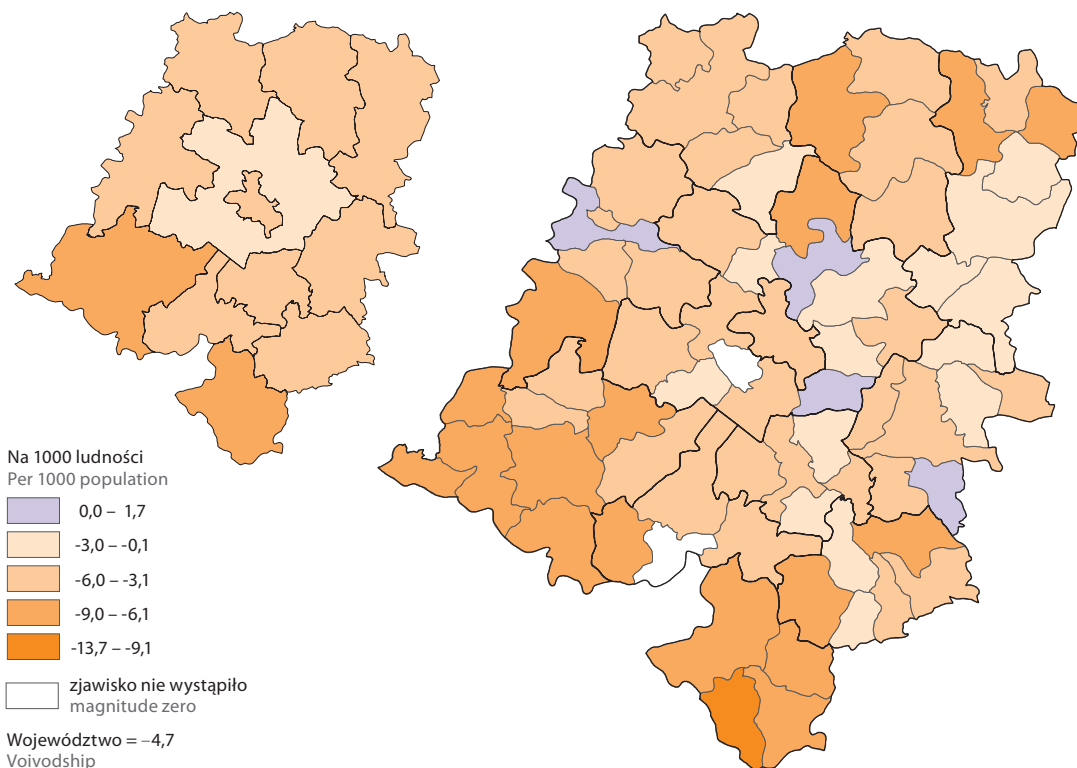 Na 1000 ludności
Per 1000 population
0,0 – 1,7
-3,0 – -0,1
-6,0 – -3,1
-9,0 – -6,1
-13,7 – -9,1
zjawisko nie wystąpiło
magnitude zero
Województwo = –4,7
Voivodship